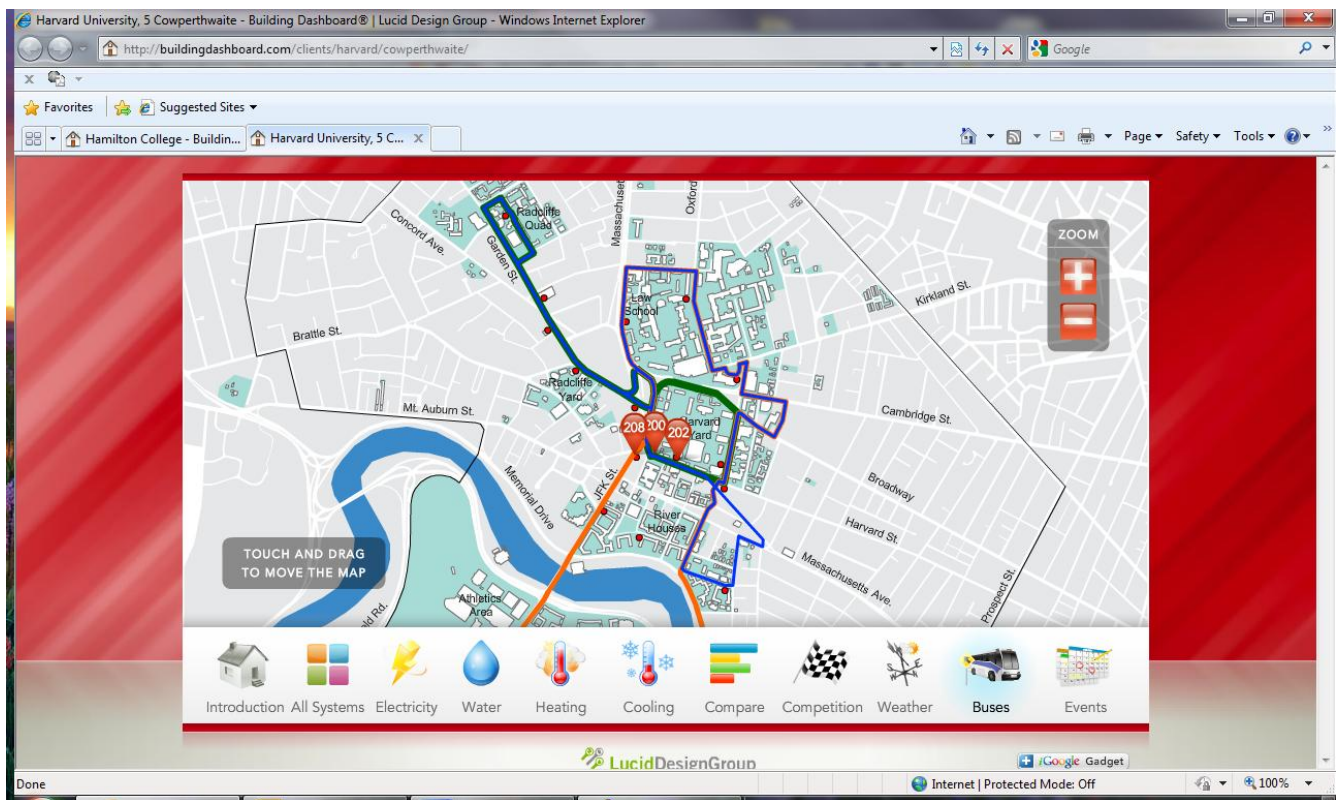 Harvard University, 5 Cowperthwaite - Building Dashboard® | Lucid Design Group - Windows Internet Explorer
http://buildingdashboard.com/clients/harvard/cowperthwaite/
Google
x
Favorites Suggested Sites
Hamilton College - Buildin... Harvard University, 5 C... x
Page Safety Tools
Concord Ave.
Radcliffe
Quad
Garden St.
Oxford
ZOOM
Law
School
Kirkland St.
Brattle St.
Radcliffe
Yard
Mt. Auburn St.
Cambridge St.
208 200 202
Yard
Memorial Drive
JFK St.
Broadway
River
Houses
Harvard St.
Massachusetts Ave.
Prospect St.
TOUCH AND DRAG
TO MOVE THE MAP
Athletics
Area
Introduction All Systems Electricity Water Heating Cooling Compare Competition Weather Buses Events
LucidDesignGroup
iGoogle Gadget
Done
Internet | Protected Mode: Off
100%